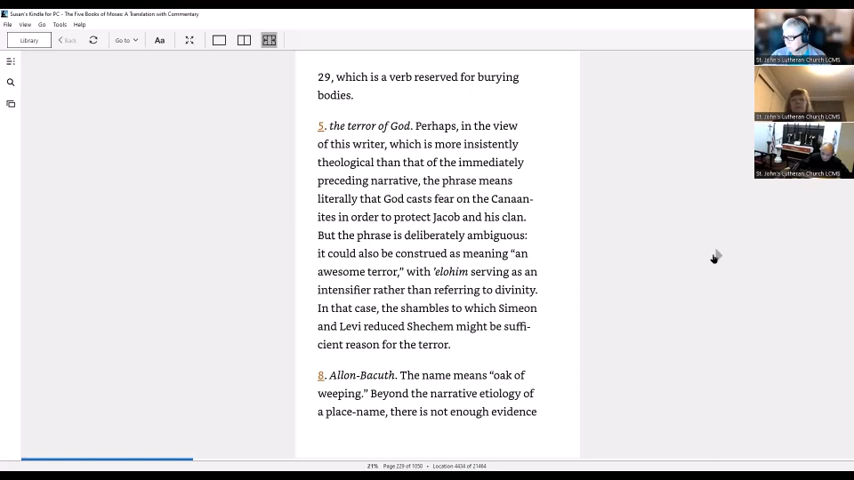 Susan's Kindle for PC - The Five Books of Moses: A Translation with Commentary
File View Go Tools Help
Library Back Go to Aa
29, which is a verb reserved for burying
bodies.
5. the terror of God. Perhaps, in the view
of this writer, which is more insistently
theological than that of the immediately
preceding narrative, the phrase means
literally that God casts fear on the Canaan-
ites in order to protect Jacob and his clan.
But the phrase is deliberately ambiguous:
it could also be construed as meaning “an
awesome terror,” with ’elohim serving as an
intensifier rather than referring to divinity.
In that case, the shambles to which Simeon
and Levi reduced Shechem might be suffi-
cient reason for the terror.
8. Allon-Bacuth. The name means “oak of
weeping.” Beyond the narrative etiology of
a place-name, there is not enough evidence
21% Page 229 of 1050 • Location 4434 of 21464
St. John's Lutheran Church LCMS
St. John's Lutheran Church LCMS
St. John's Lutheran Church LCMS